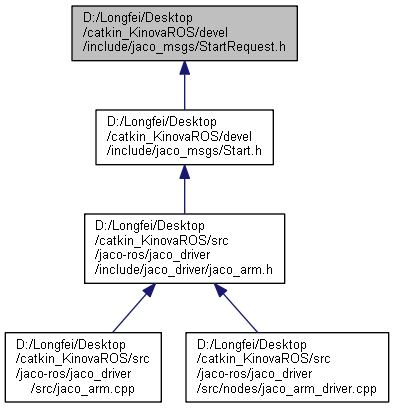 D:/Longfei/Desktop
/catkin_KinovaROS/devel
/include/jaco_msgs/StartRequest.h
D:/Longfei/Desktop
/catkin_KinovaROS/devel
/include/jaco_msgs/Start.h
D:/Longfei/Desktop
/catkin_KinovaROS/src
/jaco-ros/jaco_driver
/include/jaco_driver/jaco_arm.h
D:/Longfei/Desktop
/catkin_KinovaROS/src
/jaco-ros/jaco_driver
/src/jaco_arm.cpp
D:/Longfei/Desktop
/catkin_KinovaROS/src
/jaco-ros/jaco_driver
/src/nodes/jaco_arm_driver.cpp